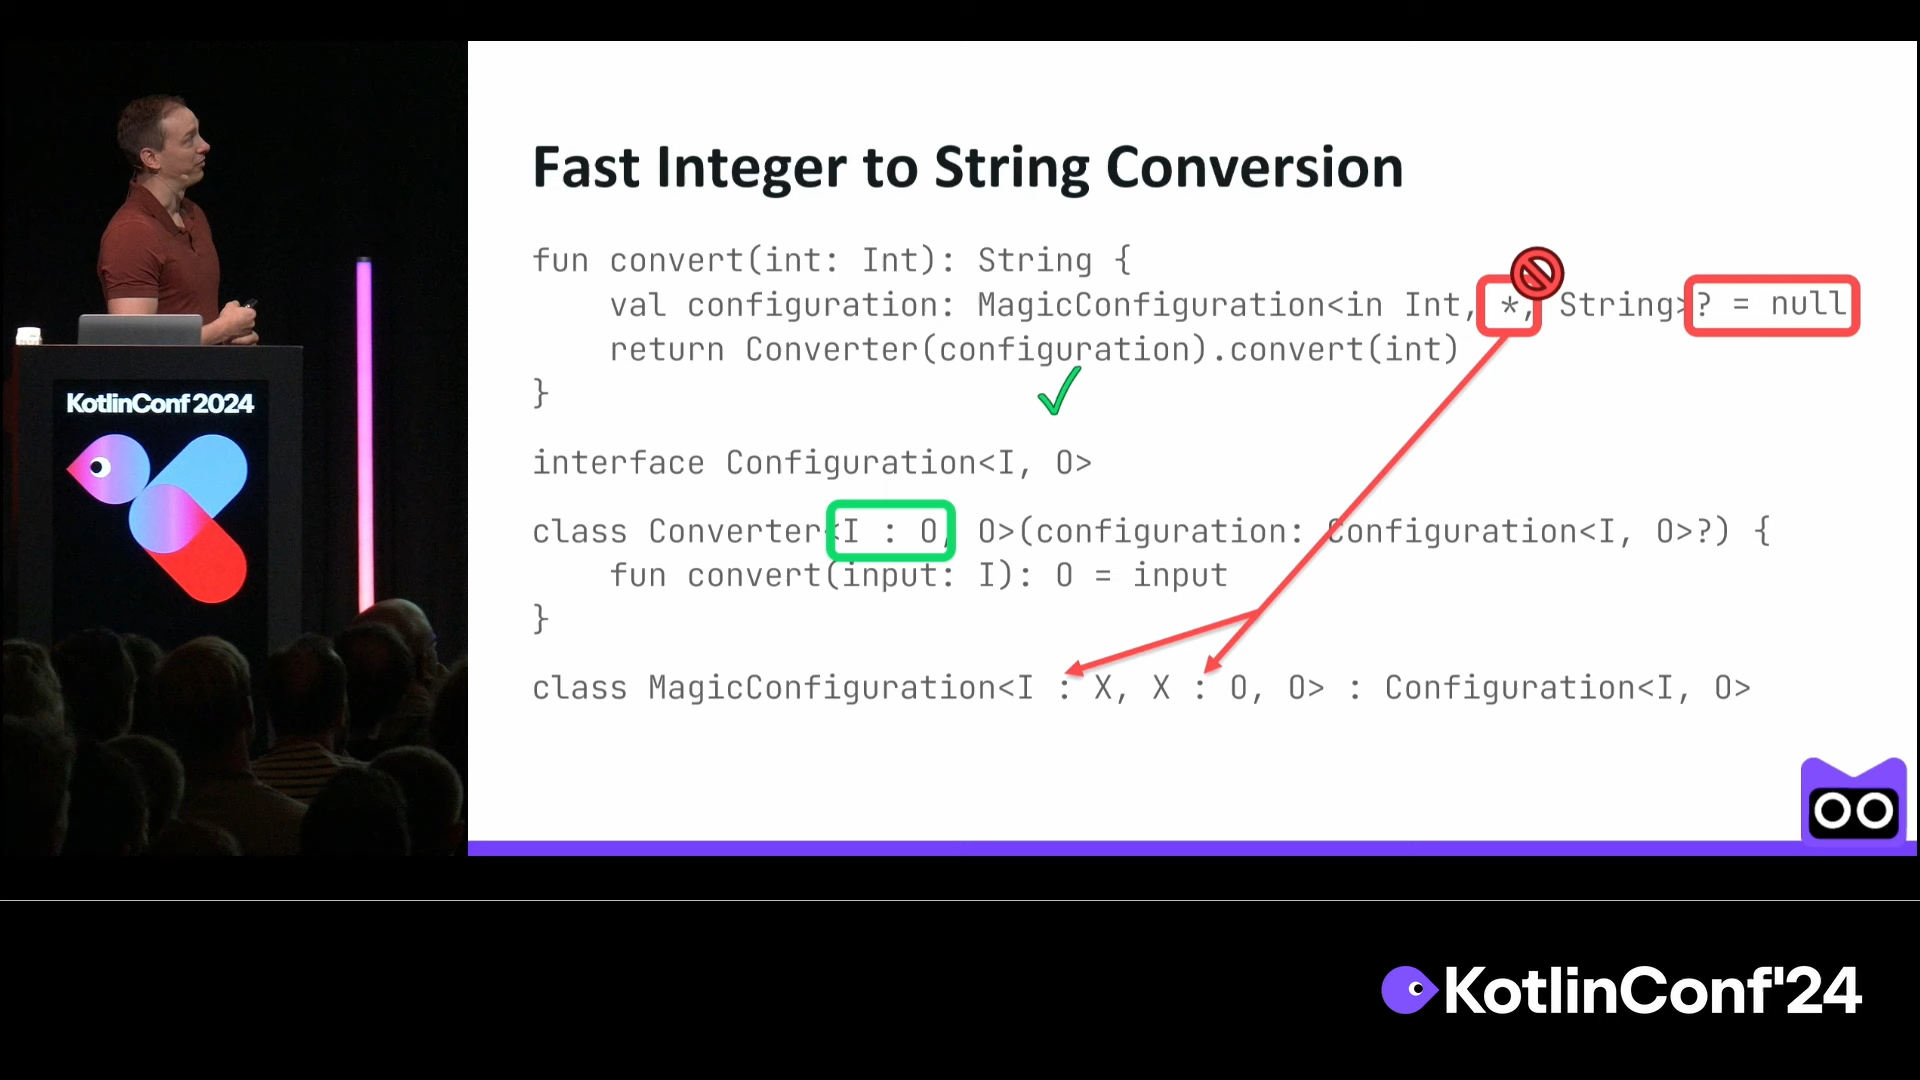 Fast Integer to String Conversion
fun convert(int: Int): String {
val configuration: MagicConfiguration<in Int, *, String>? = null
return Converter(configuration).convert(int)
}
interface Configuration<I, O>
class Converter<I : O, O>(configuration: Configuration<I, O>?) {
fun convert(input: I): O = input
}
class MagicConfiguration<I : X, X : O, O> : Configuration<I, O>
KotlinConf 2024
KotlinConf'24